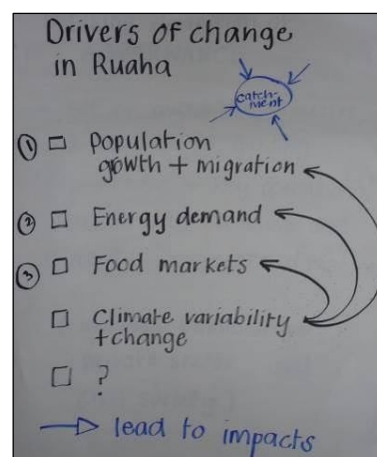 Drivers of change
in Ruaha
catch-
ment
① □ Population
growth + migration
② □ Energy demand
③ □ Food markets
□ Climate variability
+ change
□ ?
→ lead to impacts